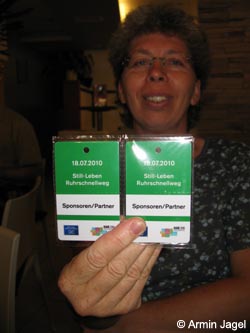 18.07.2010
Still-Leben
Ruhrschnellweg
Sponsoren/Partner
18.07.2010
Still-Leben
Ruhrschnellweg
Sponsoren/Partner
© Armin Jagel